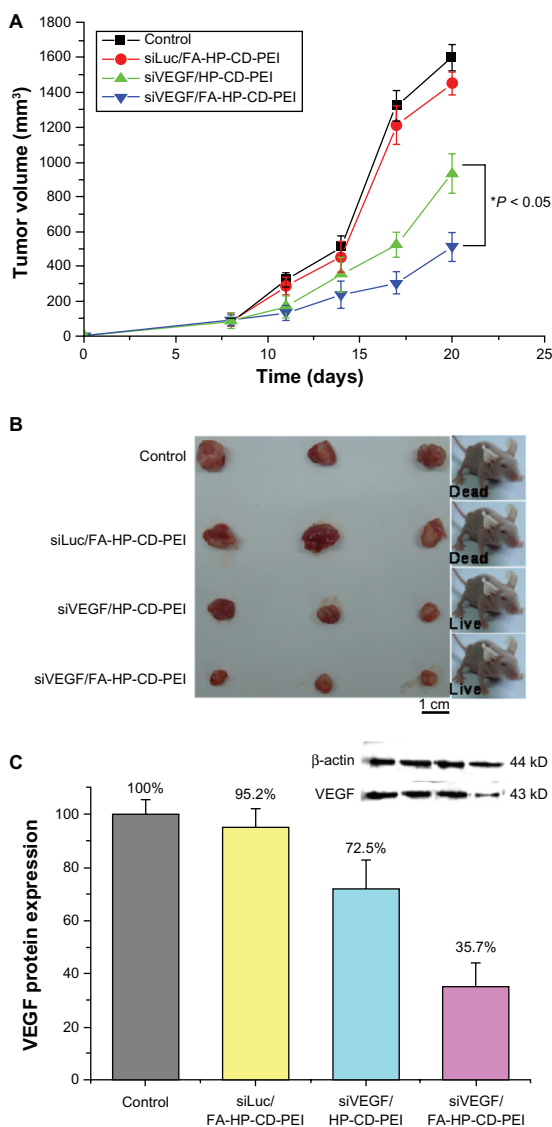 A
1800
1600
1400
1200
1000
800
600
400
200
0
Tumor volume (mm³)
Control
siLuc/FA-HP-CD-PEI
siVEGF/HP-CD-PEI
siVEGF/FA-HP-CD-PEI
*P < 0.05
0
5
10
15
20
25
Time (days)
B
Control
siLuc/FA-HP-CD-PEI
siVEGF/HP-CD-PEI
siVEGF/FA-HP-CD-PEI
Dead
Dead
Live
Live
1 cm
C
β-actin
44 kD
VEGF
43 kD
100%
95.2%
72.5%
35.7%
100
80
60
40
20
0
VEGF protein expression
Control
siLuc/
FA-HP-CD-PEI
siVEGF/
HP-CD-PEI
siVEGF/
FA-HP-CD-PEI